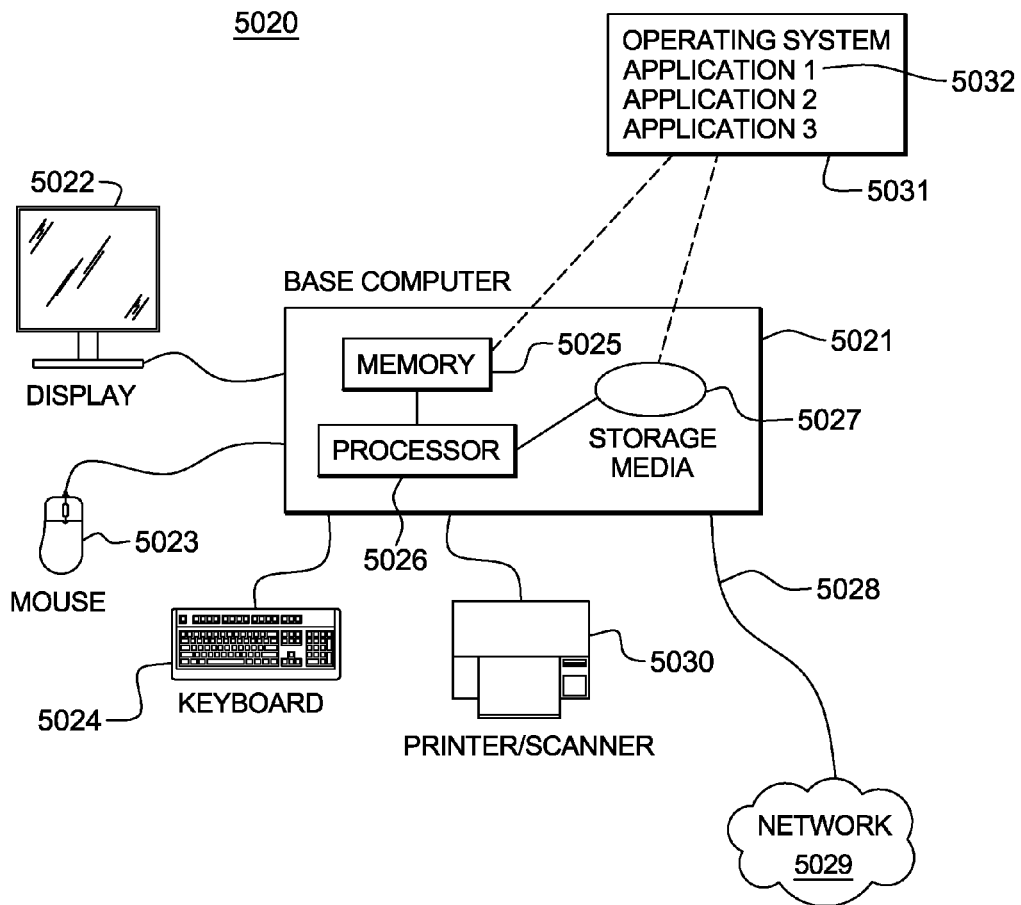 5020
OPERATING SYSTEM
APPLICATION 1
APPLICATION 2
APPLICATION 3
5032
5031
5022
DISPLAY
BASE COMPUTER
5021
MEMORY
5025
PROCESSOR
5026
STORAGE
MEDIA
5027
MOUSE
5023
KEYBOARD
5024
PRINTER/SCANNER
5030
5028
NETWORK
5029